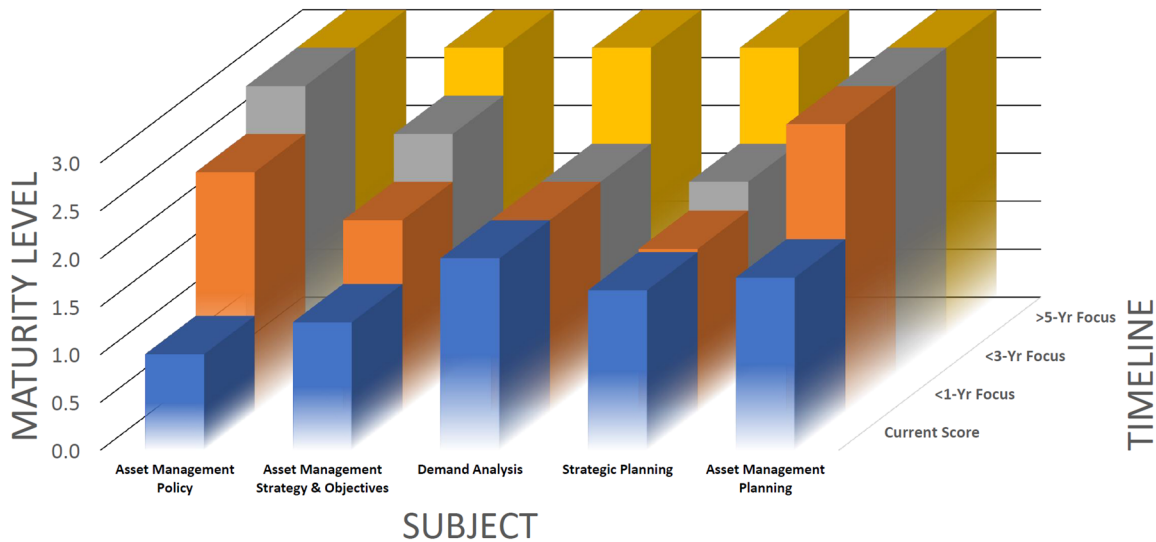 MATURITY LEVEL
3.0
2.5
2.0
1.5
1.0
0.5
0.0
Asset Management
Policy
Asset Management
Strategy & Objectives
Demand Analysis
Strategic Planning
Asset Management
Planning
SUBJECT
>5-Yr Focus
<3-Yr Focus
<1-Yr Focus
Current Score
TIMELINE